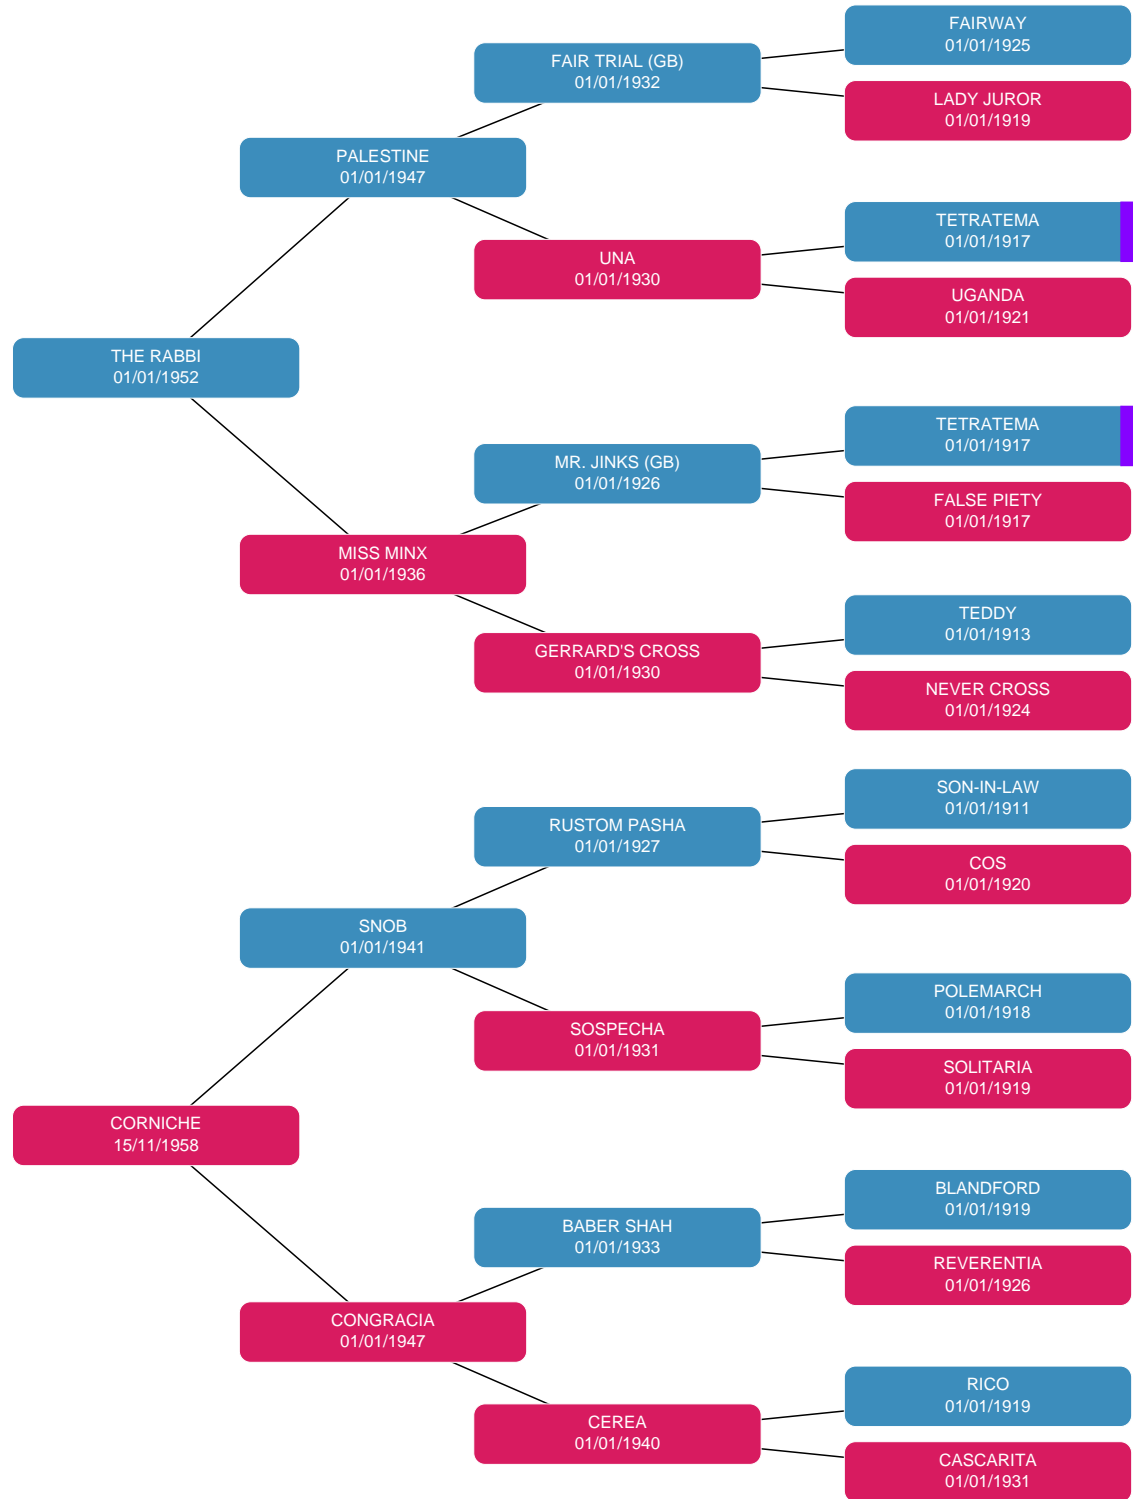 FAIRWAY
01/01/1925
FAIR TRIAL (GB)
01/01/1932
LADY JUROR
01/01/1919
PALESTINE
01/01/1947
TETRATEMA
01/01/1917
UNA
01/01/1930
UGANDA
01/01/1921
THE RABBI
01/01/1952
TETRATEMA
01/01/1917
MR. JINKS (GB)
01/01/1926
FALSE PIETY
01/01/1917
MISS MINX
01/01/1936
TEDDY
01/01/1913
GERRARD'S CROSS
01/01/1930
NEVER CROSS
01/01/1924
SON-IN-LAW
01/01/1911
RUSTOM PASHA
01/01/1927
COS
01/01/1920
SNOB
01/01/1941
POLEMARCH
01/01/1918
SOSPECHA
01/01/1931
SOLITARIA
01/01/1919
CORNICHE
15/11/1958
BLANDFORD
01/01/1919
BABER SHAH
01/01/1933
REVERENTIA
01/01/1926
CONGRACIA
01/01/1947
RICO
01/01/1919
CEREA
01/01/1940
CASCARITA
01/01/1931